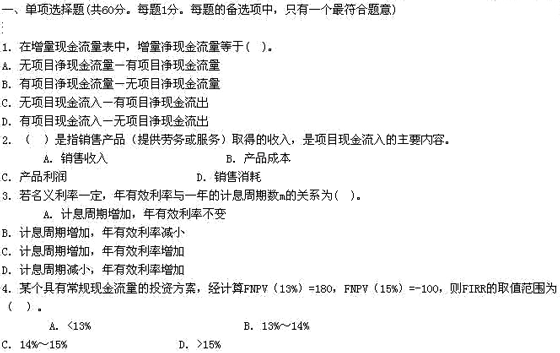 一、单项选择题(共60分。每题1分。每题的备选项中，只有一个最符合题意)
1. 在增量现金流量表中，增量净现金流量等于( )。
A. 无项目现金流量—有项目净现金流量
B. 有项目现金流量—无项目净现金流量
C. 无项目现金流入—有项目净现金流出
D. 有项目现金流入—无项目净现金流出
2. ( )是指销售产品（提供劳务或服务）取得的收入，是项目现金流入的主要内容。
A. 销售收入 B. 产品成本
C. 产品利润 D. 销售消耗
3. 若名义利率一定，年有效利率与一年的计息周期数m的关系为( )。
A. 计息周期增加，年有效利率不变
B. 计息周期增加，年有效利率减小
C. 计息周期增加，年有效利率增加
D. 计息周期减小，年有效利率增加
4. 某个具有常规现金流量的投资方案，经计算FNPV（13%）=180，FNPV（15%）=-100，则FIRR的取值范围为
( )。
A. <13% B. 13%～14%
C. 14%～15% D. >15%